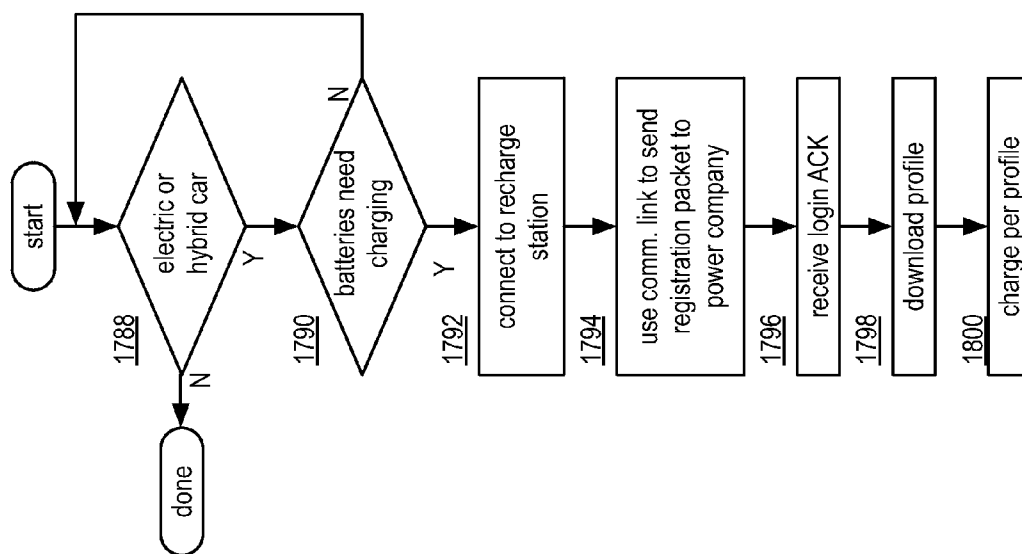 start
electric or
hybrid car
1788
N
Y
done
batteries need
charging
1790
N
Y
connect to recharge
station
1792
use comm. link to send
registration packet to
power company
1794
receive login ACK
1796
download profile
1798
charge per profile
1800